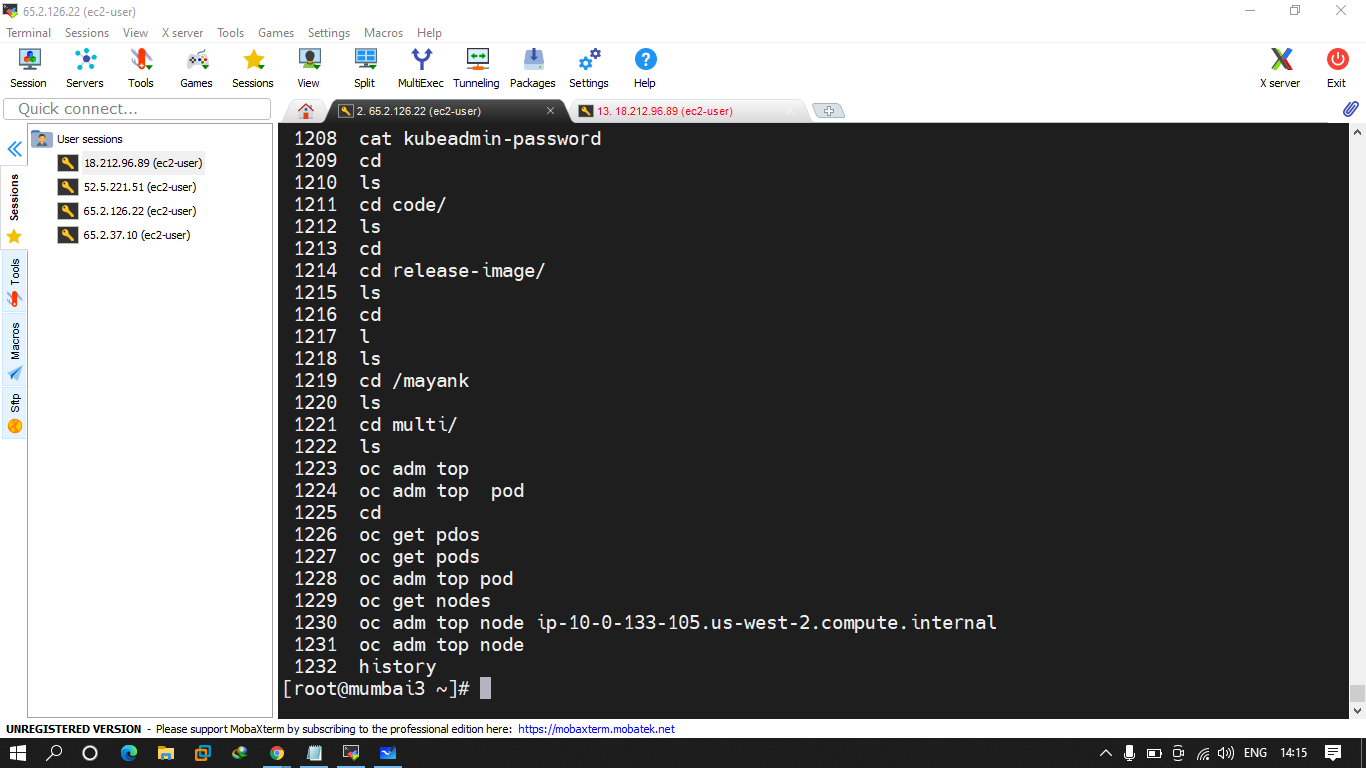 65.2.126.22 (ec2-user)
Terminal Sessions View X server Tools Games Settings Macros Help
Session Servers Tools Games Sessions View Split MultiExec Tunneling Packages Settings Help X server Exit
Quick connect...
2. 65.2.126.22 (ec2-user)
13. 18.212.96.89 (ec2-user)
Sessions
Tools
Macros
Sftp
User sessions
18.212.96.89 (ec2-user)
52.5.221.51 (ec2-user)
65.2.126.22 (ec2-user)
65.2.37.10 (ec2-user)
1208 cat kubeadmin-password
1209 cd
1210 ls
1211 cd code/
1212 ls
1213 cd
1214 cd release-image/
1215 ls
1216 cd
1217 l
1218 ls
1219 cd /mayank
1220 ls
1221 cd multi/
1222 ls
1223 oc adm top
1224 oc adm top  pod
1225 cd
1226 oc get pdos
1227 oc get pods
1228 oc adm top pod
1229 oc get nodes
1230 oc adm top node ip-10-0-133-105.us-west-2.compute.internal
1231 oc adm top node
1232 history
[root@mumbai3 ~]#
UNREGISTERED VERSION - Please support MobaXterm by subscribing to the professional edition here: https://mobaxterm.mobatek.net
ENG 14:15